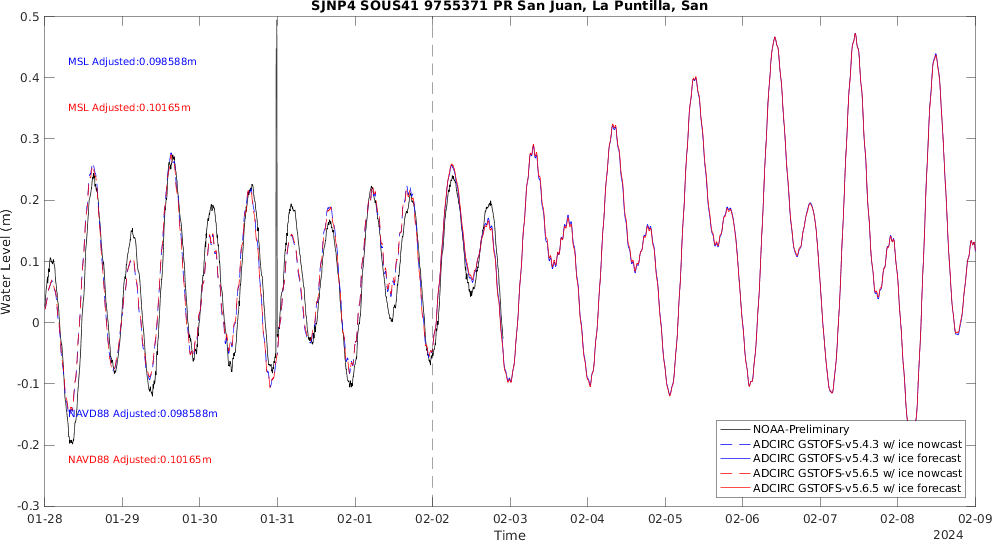 SJNP4 SOUS41 9755371 PR San Juan, La Puntilla, San
0.5
0.4
0.3
0.2
0.1
0
-0.1
-0.2
-0.3
Water Level (m)
MSL Adjusted:0.098588m
MSL Adjusted:0.10165m
NAVD88 Adjusted:0.098588m
NAVD88 Adjusted:0.10165m
NOAA-Preliminary
ADCIRC GSTOFS-v5.4.3 w/ ice nowcast
ADCIRC GSTOFS-v5.4.3 w/ ice forecast
ADCIRC GSTOFS-v5.6.5 w/ ice nowcast
ADCIRC GSTOFS-v5.6.5 w/ ice forecast
01-28 01-29 01-30 01-31 02-01 02-02 02-03 02-04 02-05 02-06 02-07 02-08 02-09
Time
2024